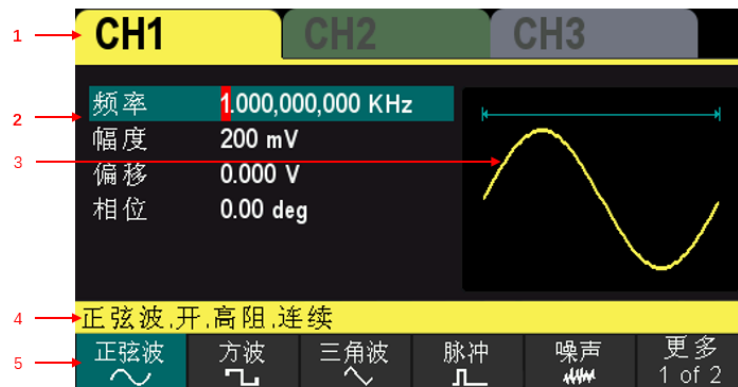 1 CH1 CH2 CH3
2 频率 1.000,000,000 KHz
幅度 200 mV
3 偏移 0.000 V
相位 0.00 deg
4 正弦波,开,高阻,连续
5 正弦波 方波 三角波 脉冲 噪声 更多
1 of 2